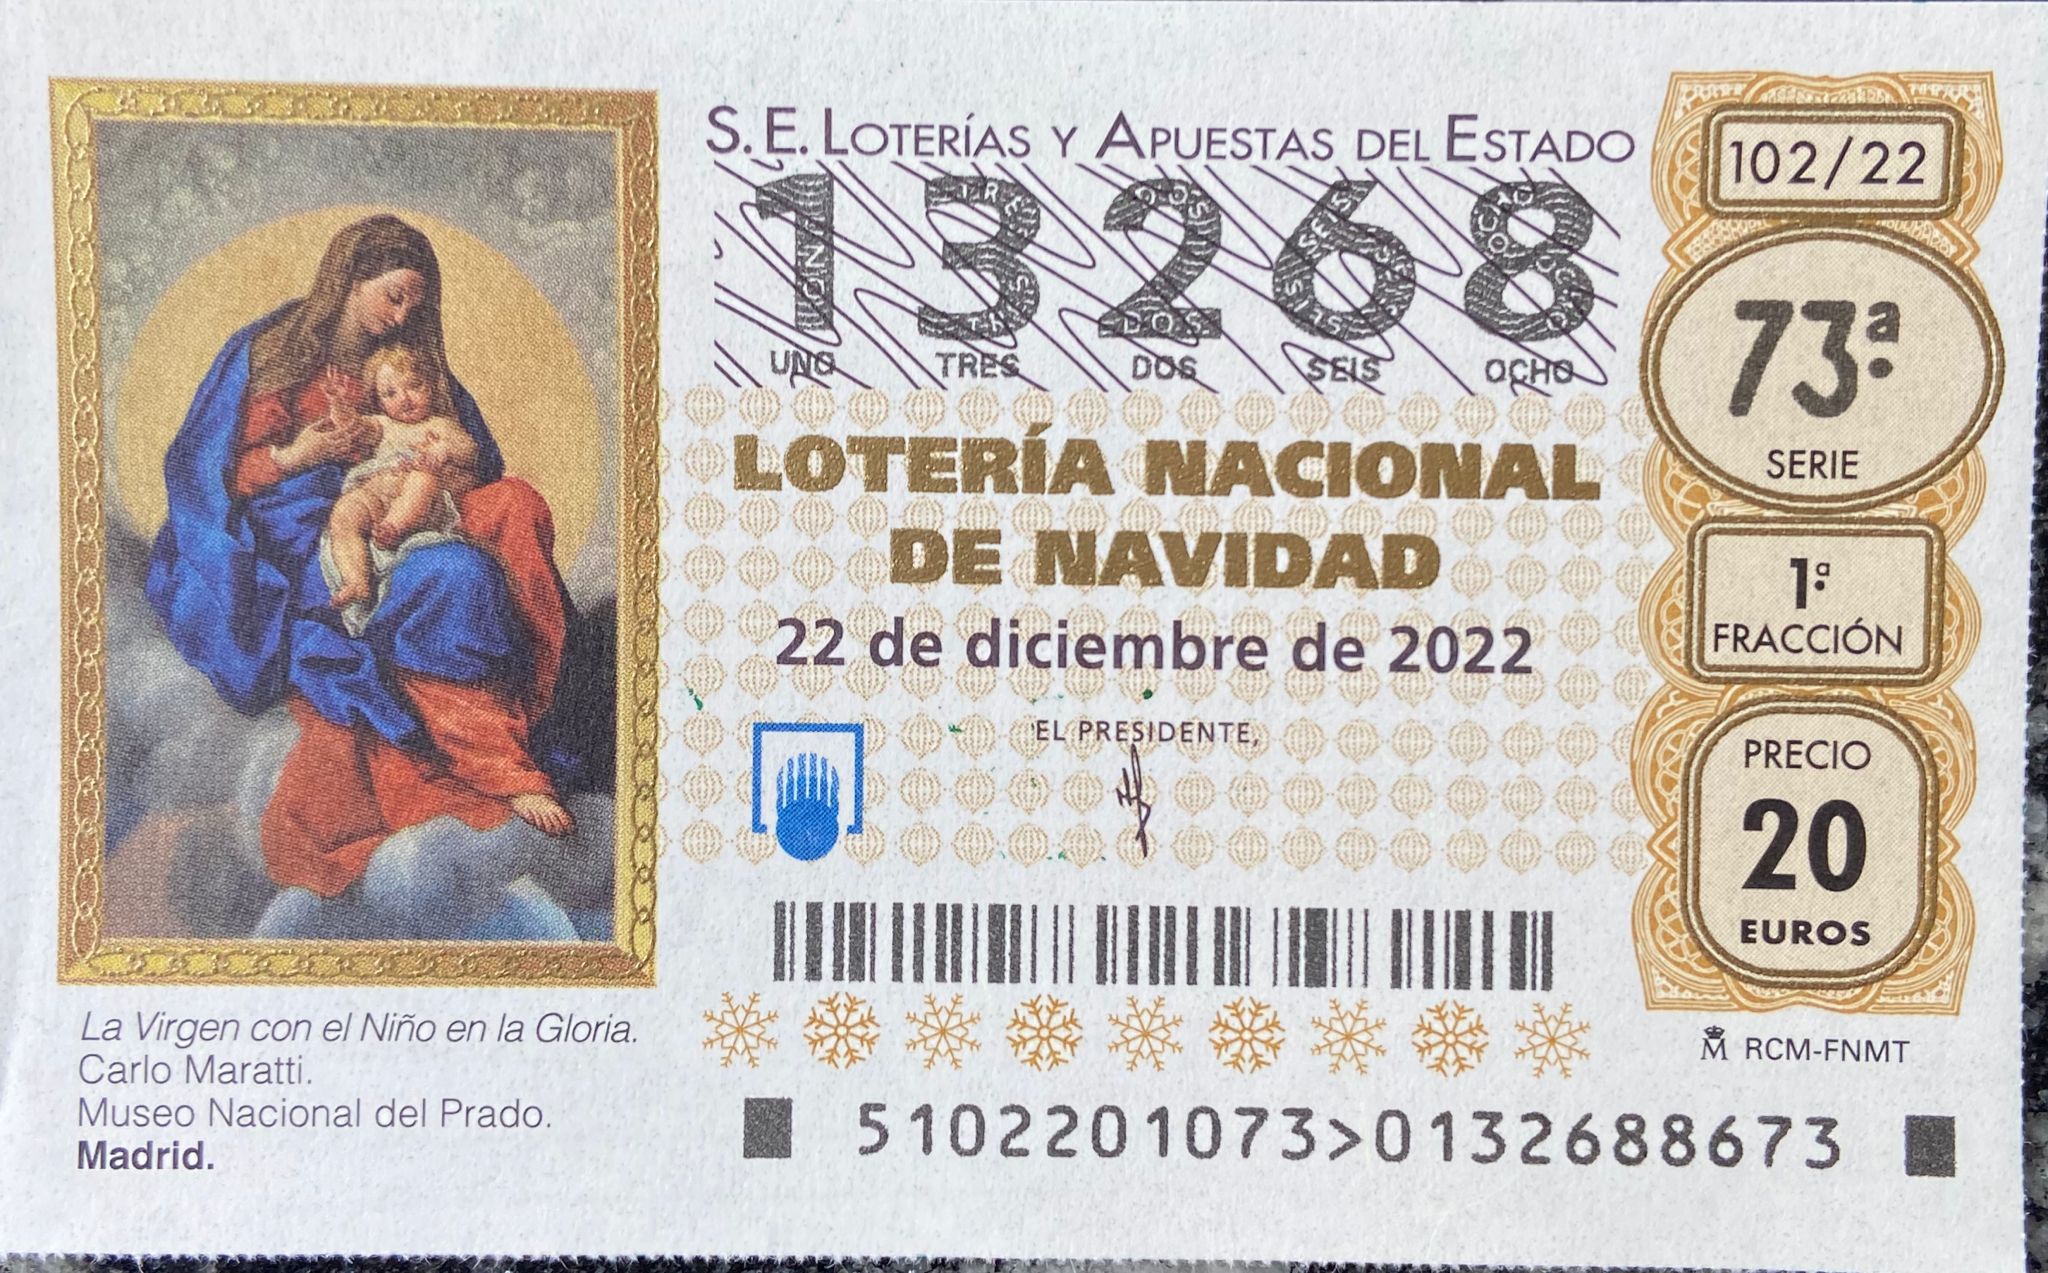 S.E. LOTERÍAS Y APUESTAS DEL ESTADO
13268
UNO TRES DOS SEIS OCHO
LOTERÍA NACIONAL
DE NAVIDAD
22 de diciembre de 2022
EL PRESIDENTE,
102/22
73ª
SERIE
1ª
FRACCIÓN
PRECIO
20
EUROS
RCM-FNMT
La Virgen con el Niño en la Gloria.
Carlo Maratti.
Museo Nacional del Prado.
Madrid.
5102201073>0132688673